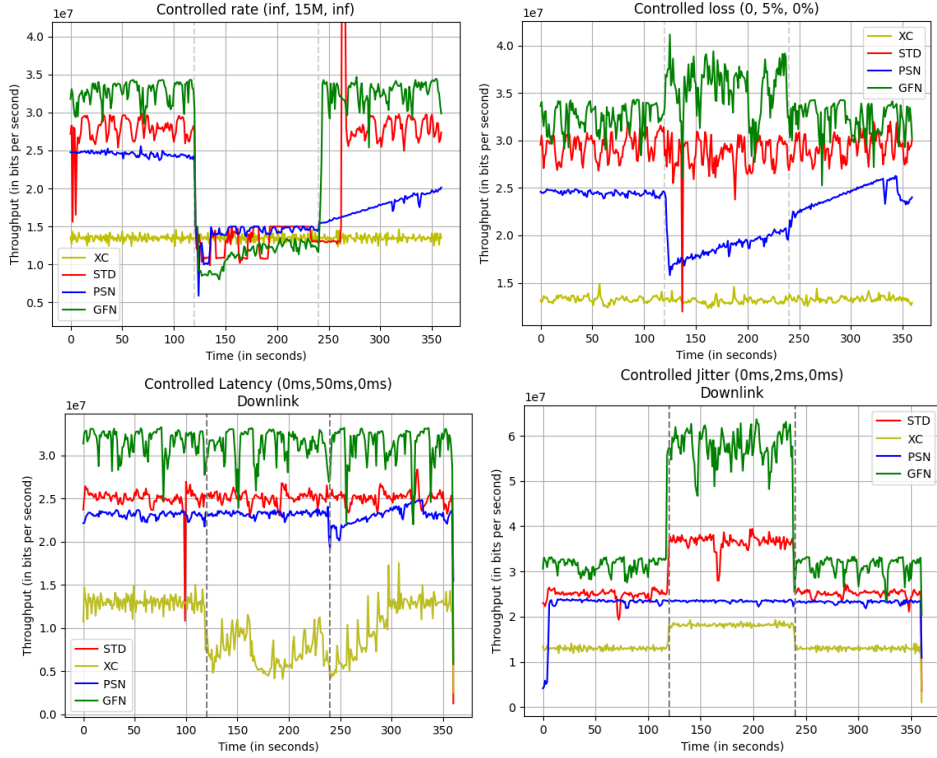 Controlled rate (inf, 15M, inf)
1e7
Throughput (in bits per second)
4.0
3.5
3.0
2.5
2.0
1.5
1.0
0.5
XC
STD
PSN
GFN
0 50 100 150 200 250 300 350
Time (in seconds)
Controlled loss (0, 5%, 0%)
1e7
Throughput (in bits per second)
4.0
3.5
3.0
2.5
2.0
1.5
XC
STD
PSN
GFN
0 50 100 150 200 250 300 350
Time (in seconds)
Controlled Latency (0ms,50ms,0ms)
Downlink
1e7
Throughput (in bits per second)
3.0
2.5
2.0
1.5
1.0
0.5
0.0
STD
XC
PSN
GFN
0 50 100 150 200 250 300 350
Time (in seconds)
Controlled Jitter (0ms,2ms,0ms)
Downlink
1e7
Throughput (in bits per second)
6
5
4
3
2
1
0
STD
XC
PSN
GFN
0 50 100 150 200 250 300 350
Time (in seconds)